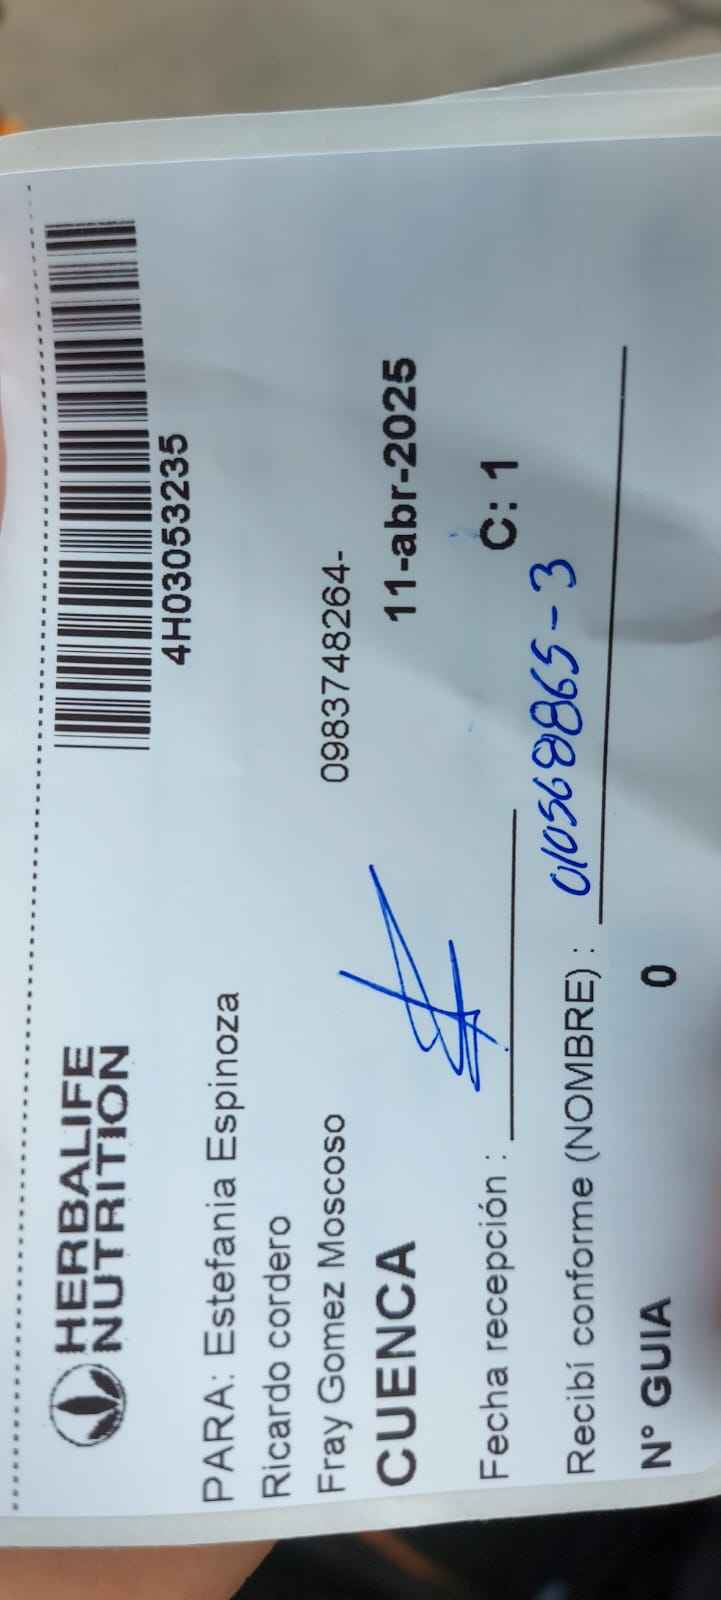 HERBALIFE
NUTRITION
4H03053235
PARA: Estefania Espinoza
Ricardo cordero
Fray Gomez Moscoso 0983748264-
CUENCA 11-abr-2025
Fecha recepción : C: 1
Recibí conforme (NOMBRE) : 010568865-3
N° GUIA 0